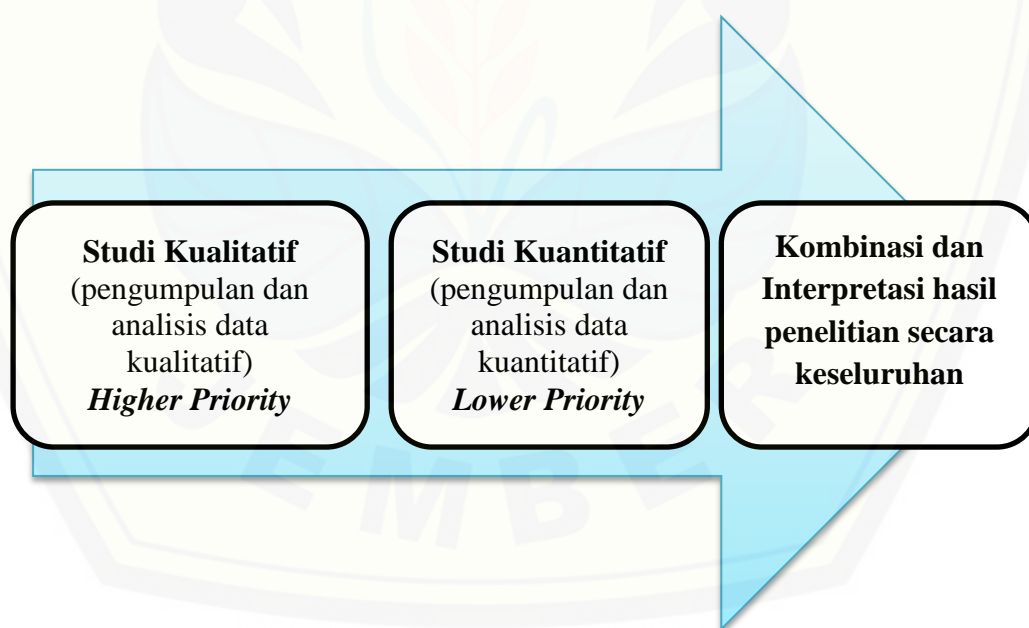 Studi Kualitatif
(pengumpulan dan
analisis data
kualitatif)
Higher Priority
Studi Kuantitatif
(pengumpulan dan
analisis data
kuantitatif)
Lower Priority
Kombinasi dan
Interpretasi hasil
penelitian secara
keseluruhan
JEMBER